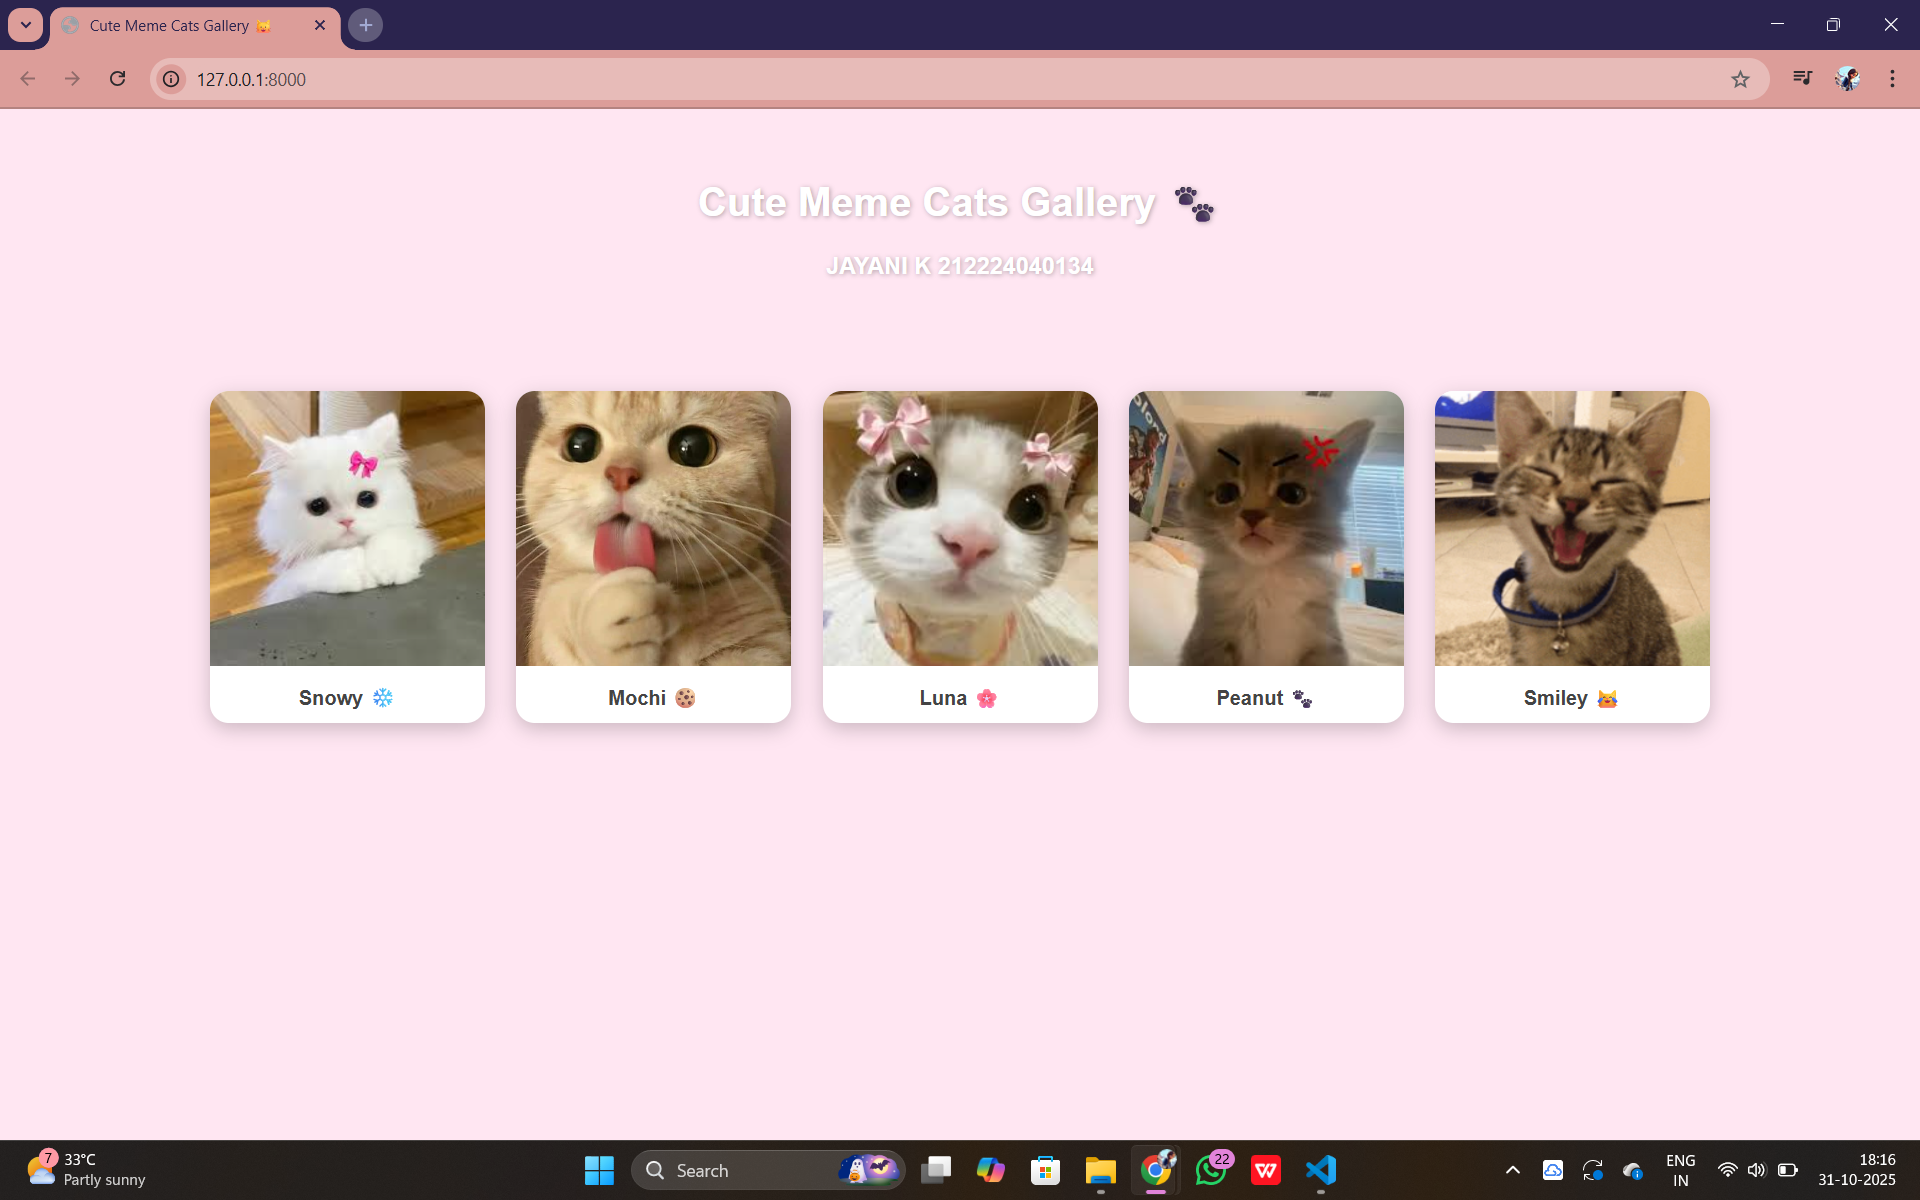 Cute Meme Cats Gallery 😹
127.0.0.1:8000
Cute Meme Cats Gallery 🐾
JAYANI K 212224040134
Snowy ❄️
Mochi 🍪
Luna 🌸
Peanut 🐾
Smiley 😹
7
33°C
Partly sunny
Search
22
W
ENG
IN
18:16
31-10-2025